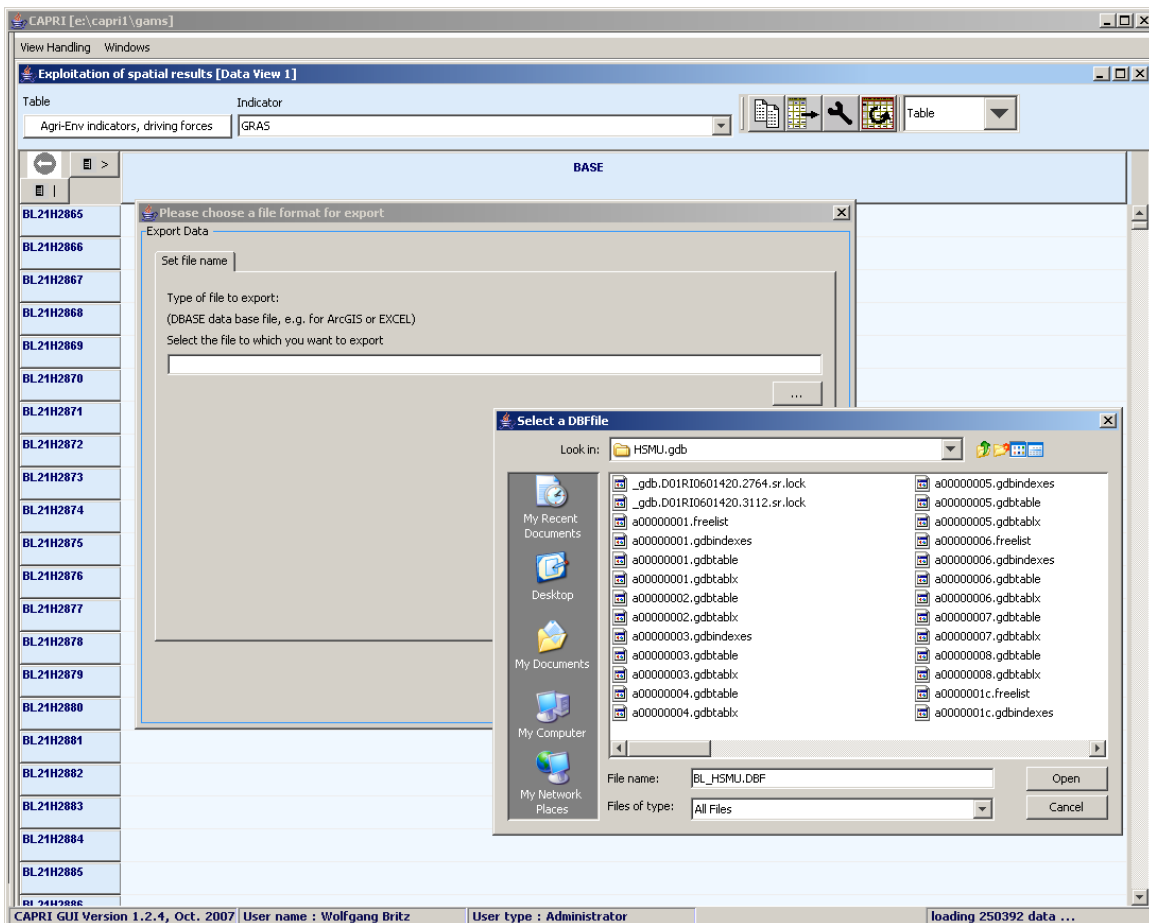 CAPRI [e:\capri1\gams]
View Handling Windows
Exploitation of spatial results [Data View 1]
Table Indicator
Agri-Env indicators, driving forces GRAS Table
>
BASE
BL21H2865
BL21H2866
BL21H2867
BL21H2868
BL21H2869
BL21H2870
BL21H2871
BL21H2872
BL21H2873
BL21H2874
BL21H2875
BL21H2876
BL21H2877
BL21H2878
BL21H2879
BL21H2880
BL21H2881
BL21H2882
BL21H2883
BL21H2884
BL21H2885
BL21H2886
Please choose a file format for export
Export Data
Set file name
Type of file to export:
(DBASE data base file, e.g. for ArcGIS or EXCEL)
Select the file to which you want to export
...
Select a DBFfile
Look in: HSMU.gdb
My Recent Documents
Desktop
My Documents
My Computer
My Network Places
_gdb.D01RI0601420.2764.sr.lock
_gdb.D01RI0601420.3112.sr.lock
a00000001.freelist
a00000001.gdbindexes
a00000001.gdbtable
a00000001.gdbtablx
a00000002.gdbtable
a00000002.gdbtablx
a00000003.gdbindexes
a00000003.gdbtable
a00000003.gdbtablx
a00000004.gdbtable
a00000004.gdbtablx
a00000005.gdbindexes
a00000005.gdbtable
a00000005.gdbtablx
a00000006.freelist
a00000006.gdbindexes
a00000006.gdbtable
a00000006.gdbtablx
a00000007.gdbtable
a00000007.gdbtablx
a00000008.gdbtable
a00000008.gdbtablx
a0000001c.freelist
a0000001c.gdbindexes
File name: BL_HSMU.DBF Open
Files of type: All Files Cancel
CAPRI GUI Version 1.2.4, Oct. 2007 User name : Wolfgang Britz User type : Administrator loading 250392 data ...